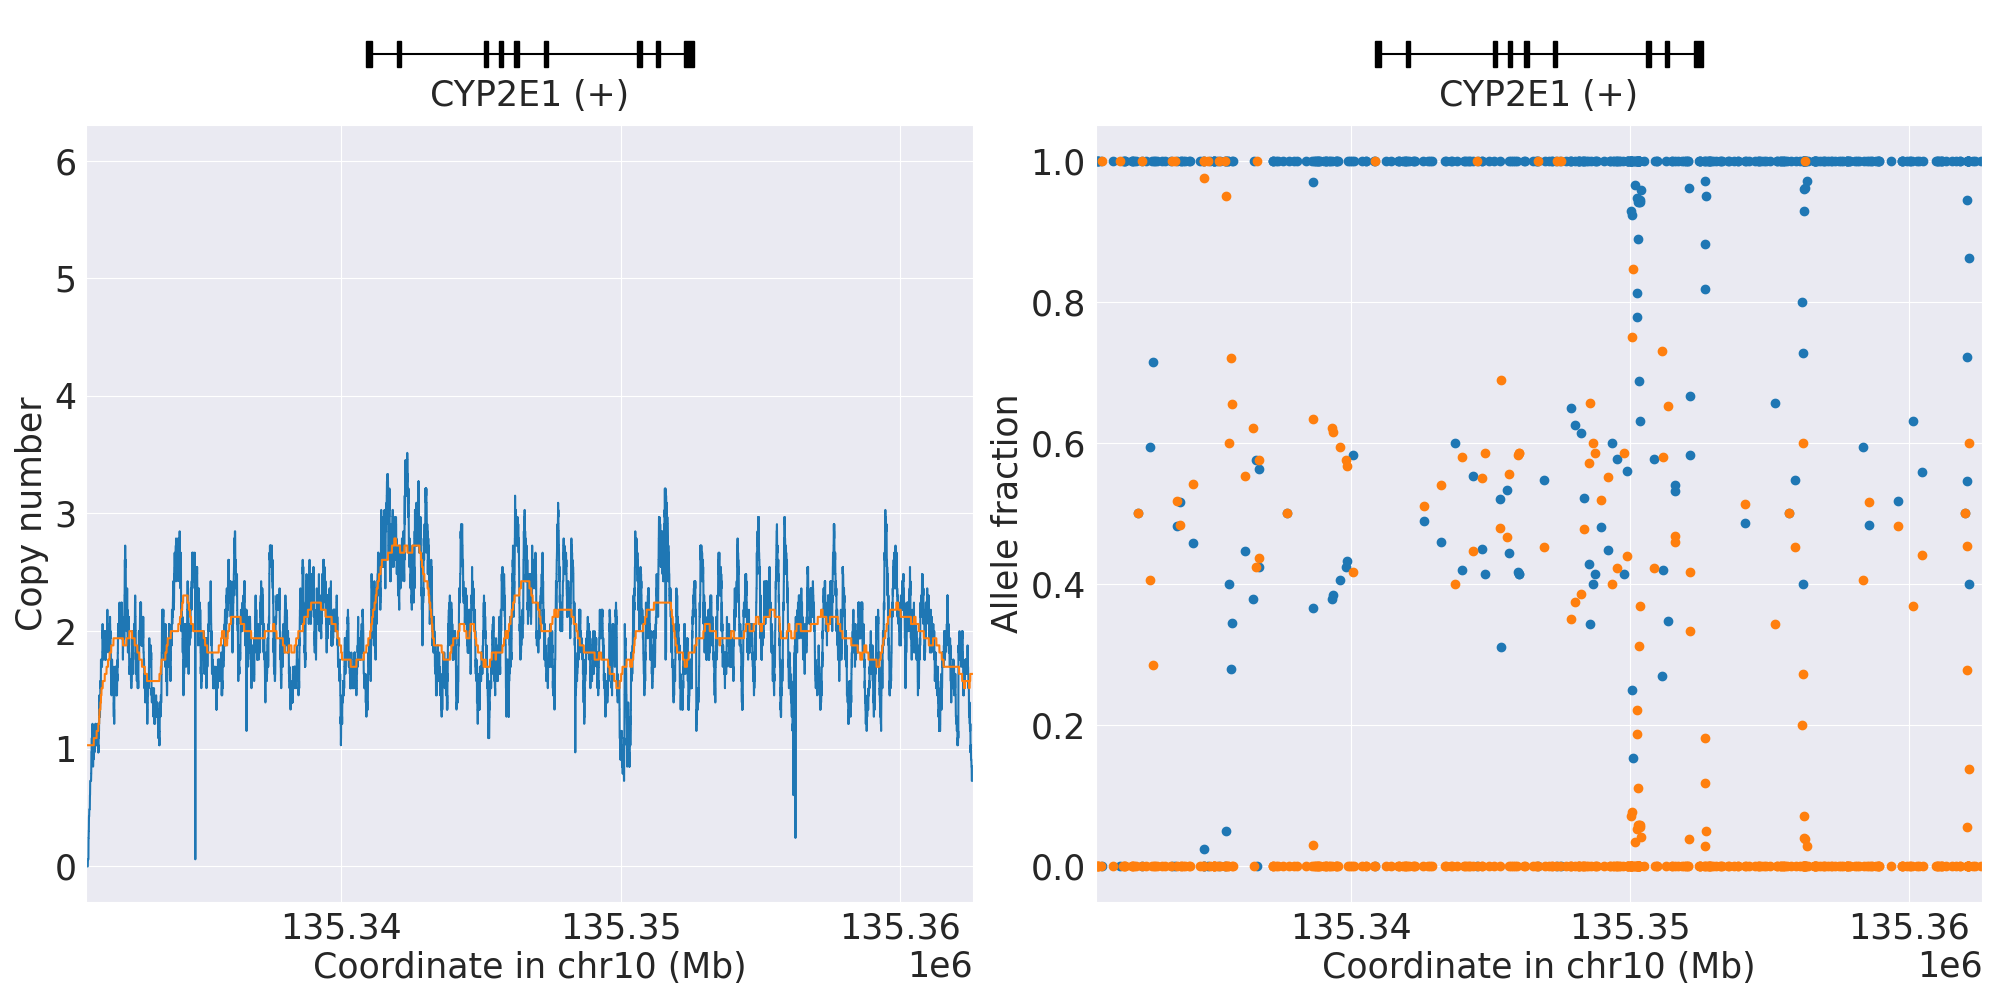 CYP2E1 (+)
6
5
4
3
2
1
0
Copy number
135.34 135.35 135.36
Coordinate in chr10 (Mb)
1e6
CYP2E1 (+)
1.0
0.8
0.6
0.4
0.2
0.0
Allele fraction
135.34 135.35 135.36
Coordinate in chr10 (Mb)
1e6